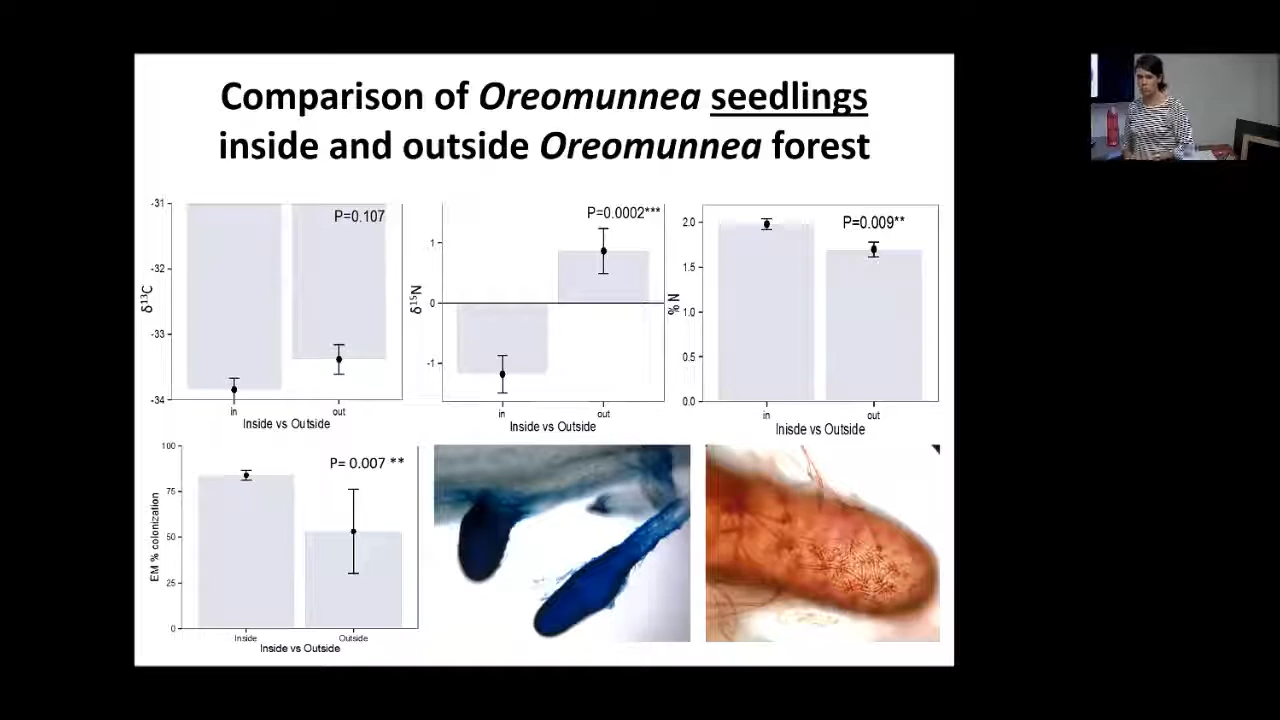 Comparison of Oreomunnea seedlings
inside and outside Oreomunnea forest
-31
-32
-33
-34
δ13C
P=0.107
in
out
Inside vs Outside
1
0
-1
δ15N
P=0.0002***
in
out
Inside vs Outside
2.0
1.5
1.0
0.5
0.0
% N
P=0.009**
in
out
Inisde vs Outside
100
75
50
25
0
EM % colonization
P= 0.007 **
Inside
Outside
Inside vs Outside